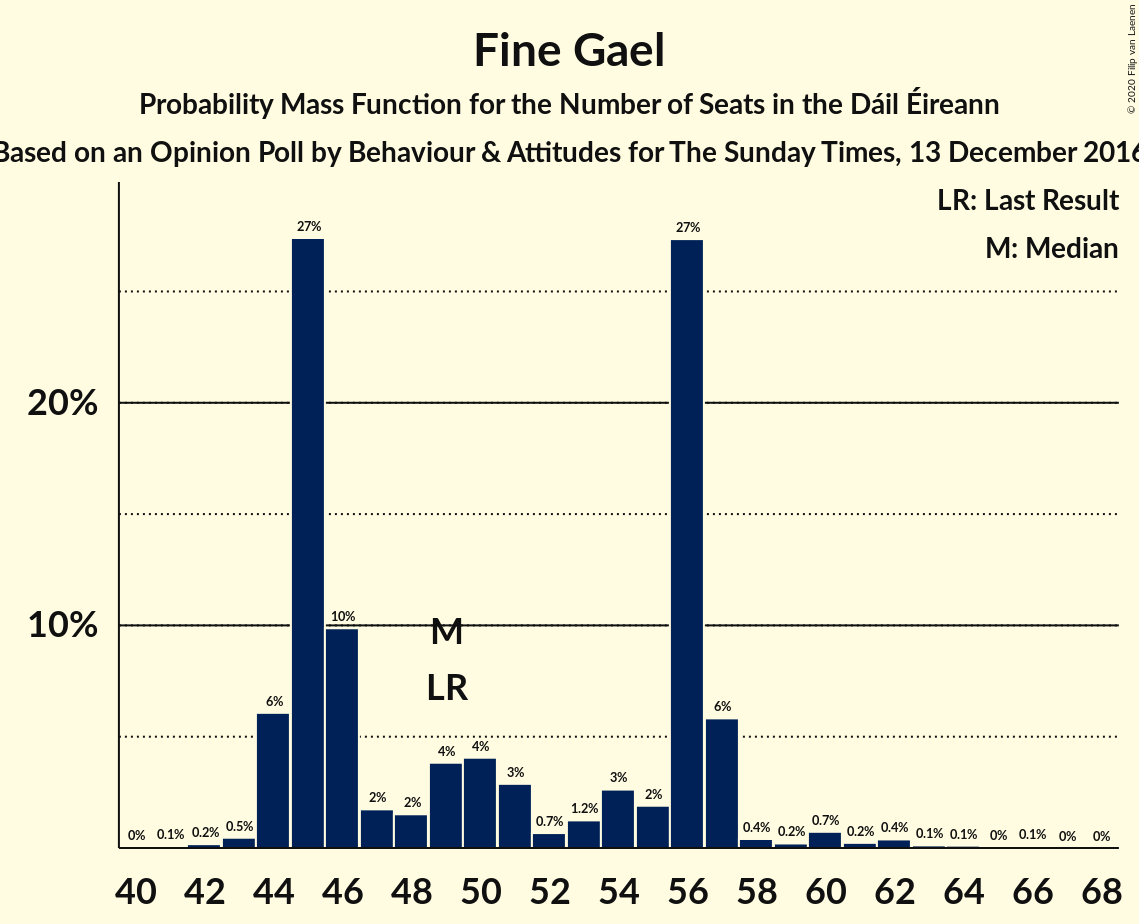 Fine Gael
Probability Mass Function for the Number of Seats in the Dáil Éireann
Based on an Opinion Poll by Behaviour & Attitudes for The Sunday Times, 13 December 2016
© 2020 Filip van Laenen
LR: Last Result
M: Median
20%
10%
0% 0.1% 0.2% 0.5% 6% 27% 10% 2% 2% 4% 4% 3% 0.7% 1.2% 3% 2% 27% 6% 0.4% 0.2% 0.7% 0.2% 0.4% 0.1% 0.1% 0% 0.1% 0% 0%
M
LR
40 42 44 46 48 50 52 54 56 58 60 62 64 66 68